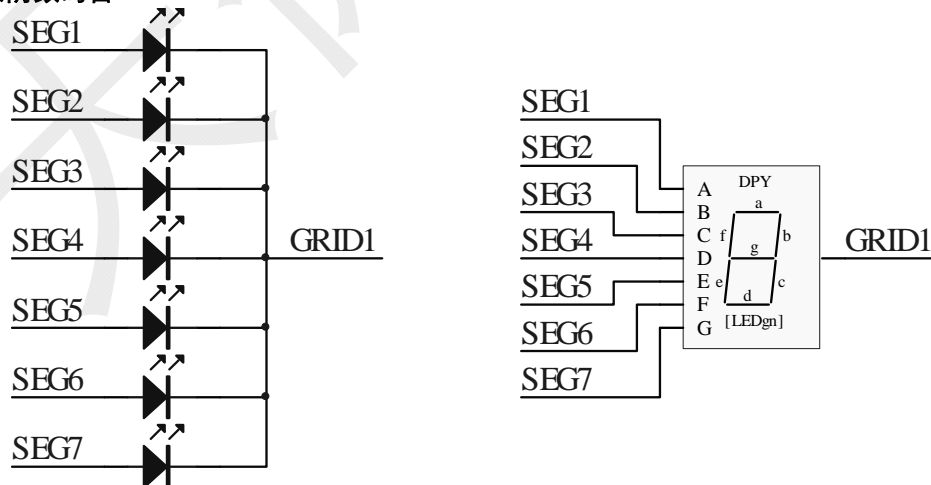 SEG1
SEG2
SEG3
SEG4
SEG5
SEG6
SEG7
GRID1
SEG1
SEG2
SEG3
SEG4
SEG5
SEG6
SEG7
DPY
A
B
C
D
E
F
G
a
f
b
g
e
c
d
[LEDgn]
GRID1